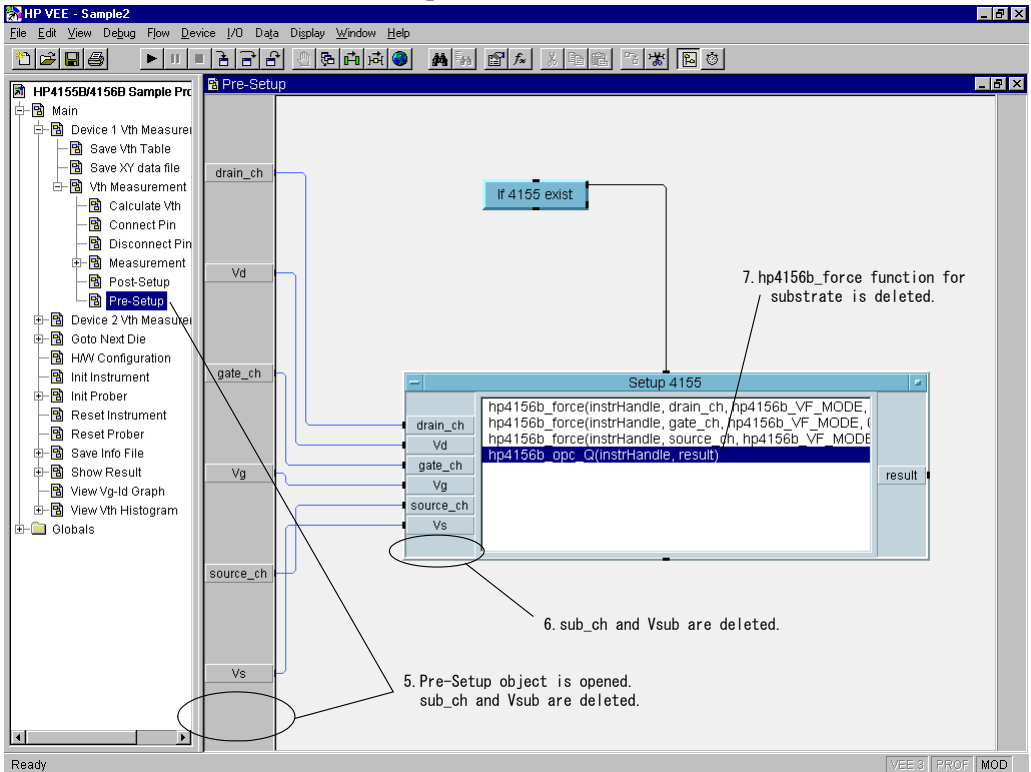 HP VEE - Sample2
File Edit View Debug Flow Device I/O Data Display Window Help
HP4155B/4156B Sample Prc
Main
Device 1 Vth Measurer
Save Vth Table
Save XY data file
Vth Measurement
Calculate Vth
Connect Pin
Disconnect Pin
Measurement
Post-Setup
Pre-Setup
Device 2 Vth Measurer
Goto Next Die
H/W Configuration
Init Instrument
Init Prober
Reset Instrument
Reset Prober
Save Info File
Show Result
View Vg-Id Graph
View Vth Histogram
Globals
Pre-Setup
drain_ch
Vd
gate_ch
Vg
source_ch
Vs
If 4155 exist
7.hp4156b_force function for
substrate is deleted.
Setup 4155
drain_ch
Vd
gate_ch
Vg
source_ch
Vs
hp4156b_force(instrHandle, drain_ch, hp4156b_VF_MODE,
hp4156b_force(instrHandle, gate_ch, hp4156b_VF_MODE, (
hp4156b_force(instrHandle, source_ch, hp4156b_VF_MODE
hp4156b_opc_Q(instrHandle, result)
result
6.sub_ch and Vsub are deleted.
5.Pre-Setup object is opened.
sub_ch and Vsub are deleted.
Ready
VEE 3 PROF MOD